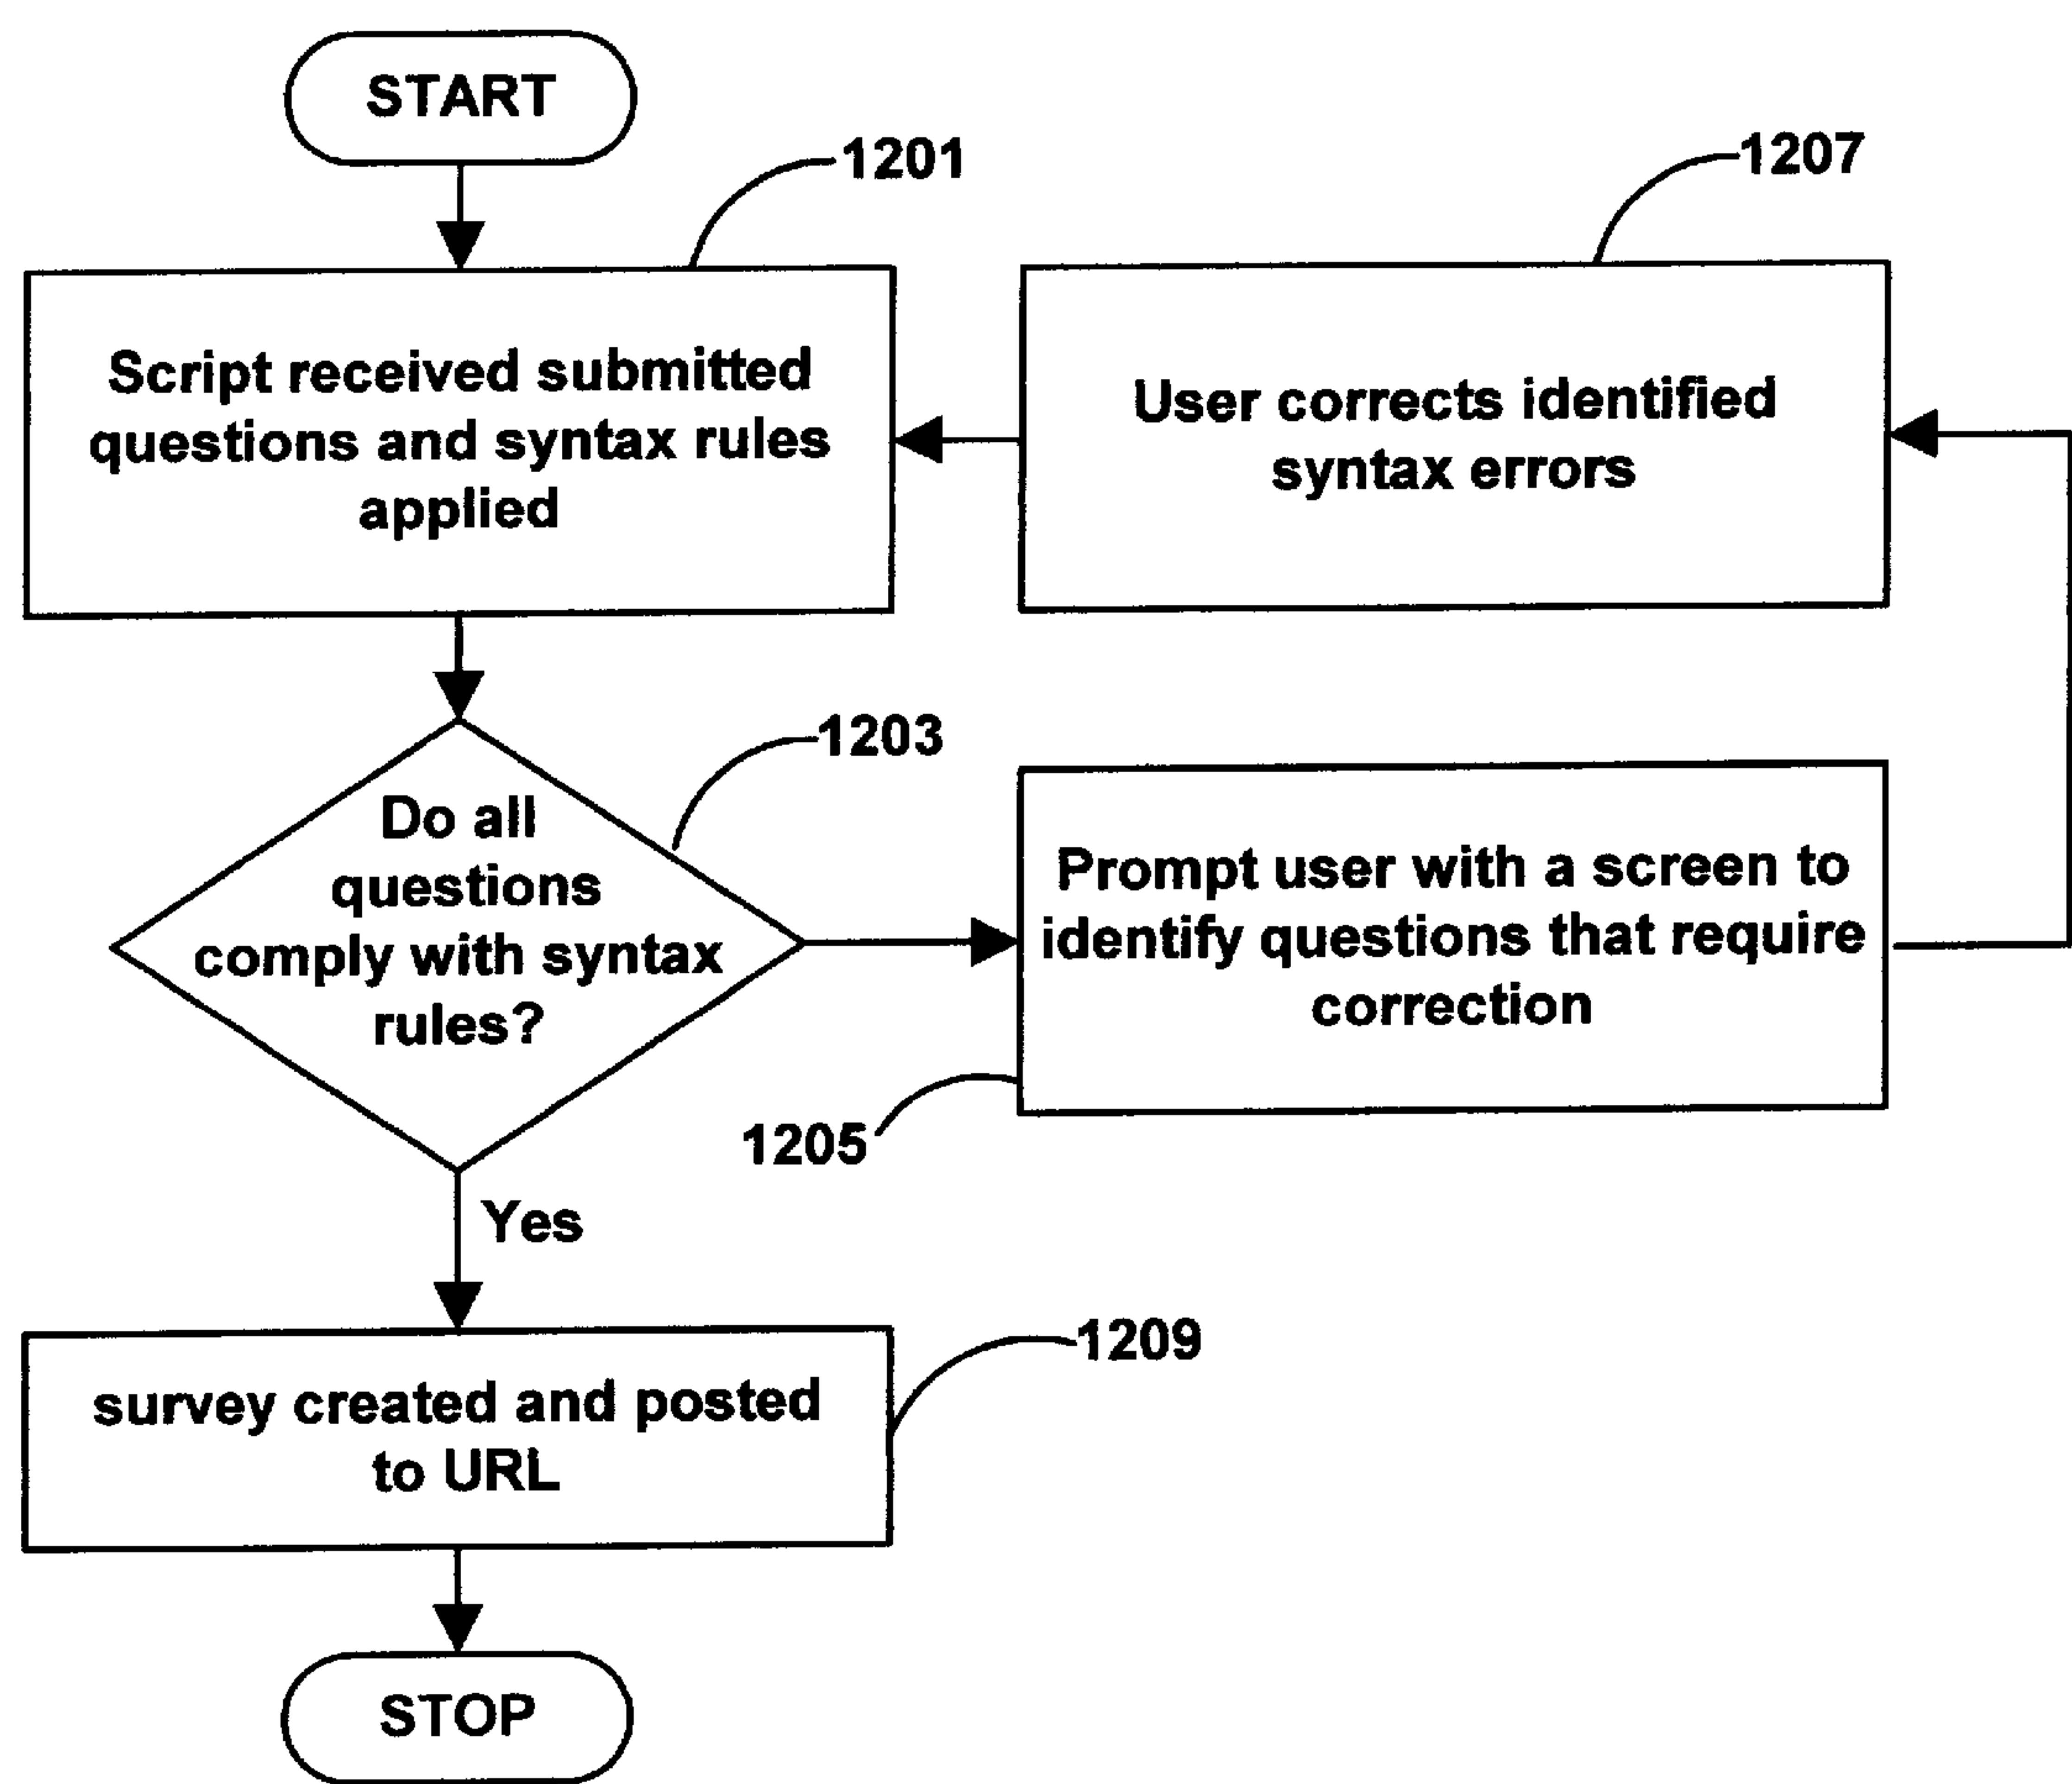 START
1201
1207
Script received submitted
questions and syntax rules
applied
User corrects identified
syntax errors
1203
Do all
questions
comply with syntax
rules?
Prompt user with a screen to
identify questions that require
correction
1205
Yes
1209
survey created and posted
to URL
STOP